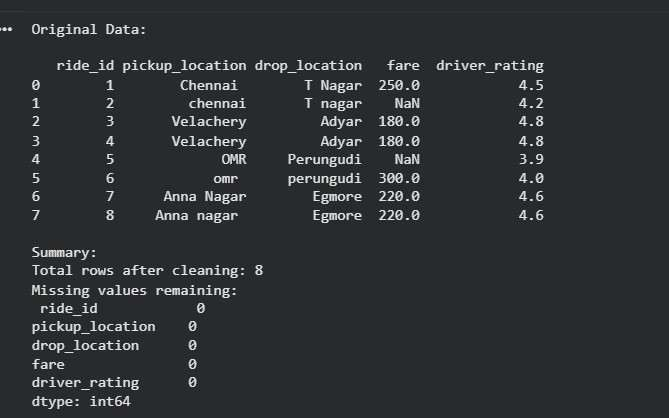 Original Data:
   ride_id pickup_location drop_location   fare  driver_rating
0        1        Chennai        T Nagar  250.0            4.5
1        2         chennai       T nagar    NaN            4.2
2        3       Velachery         Adyar  180.0            4.8
3        4       Velachery         Adyar  180.0            4.8
4        5             OMR     Perungudi    NaN            3.9
5        6            omr      perungudi  300.0            4.0
6        7      Anna Nagar        Egmore  220.0            4.6
7        8     Anna nagar         Egmore  220.0            4.6
Summary:
Total rows after cleaning: 8
Missing values remaining:
 ride_id            0
pickup_location    0
drop_location      0
fare               0
driver_rating      0
dtype: int64